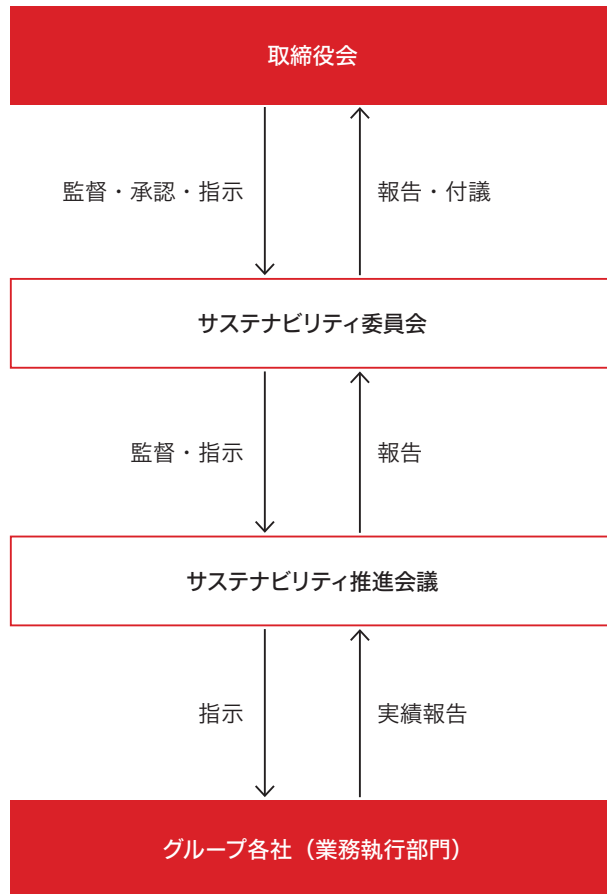 取締役会
監督・承認・指示
報告・付議
サステナビリティ委員会
監督・指示
報告
サステナビリティ推進会議
指示
実績報告
グループ各社（業務執行部門）